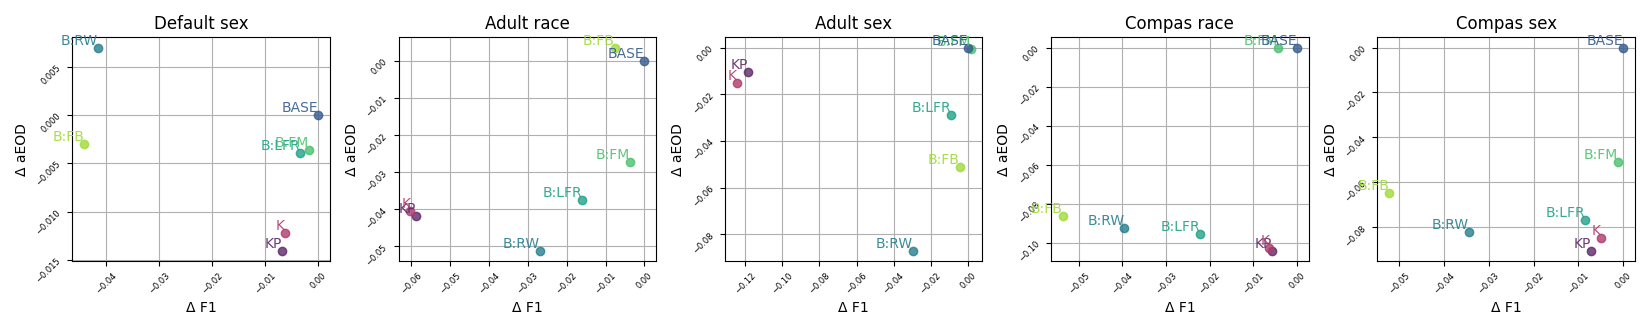 Default sex
B:RW
BASE
B:FB
B:LFR
B:FM
K
KP
0.005
0.000
−0.005
−0.010
−0.015
−0.04
−0.03
−0.02
−0.01
0.00
Δ aEOD
Δ F1
Adult race
B:FB
BASE
B:FM
B:LFR
K
KP
B:RW
0.00
−0.01
−0.02
−0.03
−0.04
−0.05
−0.06
−0.05
−0.04
−0.03
−0.02
−0.01
0.00
Δ aEOD
Δ F1
Adult sex
BASE
B:FM
KP
K
B:LFR
B:FB
B:RW
0.00
−0.02
−0.04
−0.06
−0.08
−0.12
−0.10
−0.08
−0.06
−0.04
−0.02
0.00
Δ aEOD
Δ F1
Compas race
B:FM
BASE
B:FB
B:RW
B:LFR
K
KP
0.00
−0.02
−0.04
−0.06
−0.08
−0.10
−0.05
−0.04
−0.03
−0.02
−0.01
0.00
Δ aEOD
Δ F1
Compas sex
BASE
B:FM
B:FB
B:LFR
B:RW
K
KP
0.00
−0.02
−0.04
−0.06
−0.08
−0.05
−0.04
−0.03
−0.02
−0.01
0.00
Δ aEOD
Δ F1